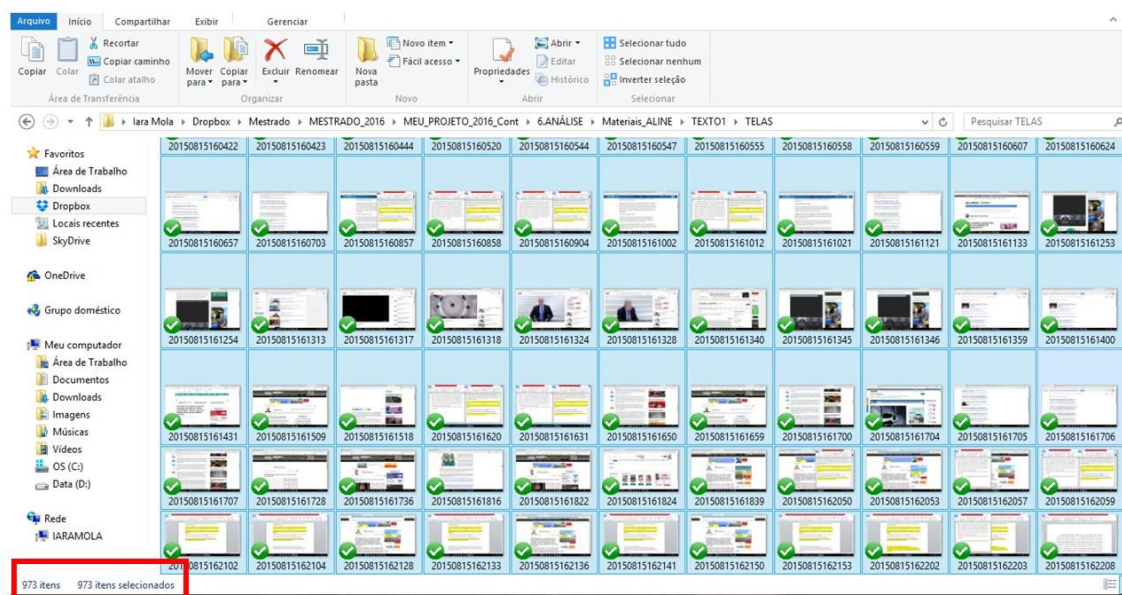 Arquivo Início Compartilhar Exibir Gerenciar
Copiar
Colar
Recortar
Copiar caminho
Colar atalho
Área de Transferência
Mover para
Copiar para
Excluir
Renomear
Organizar
Nova pasta
Novo item
Fácil acesso
Novo
Propriedades
Abrir
Editar
Histórico
Abrir
Selecionar tudo
Selecionar nenhum
Inverter seleção
Selecionar
Iara Mola Dropbox Mestrado MESTRADO_2016 MEU_PROJETO_2016_Cont 6.ANÁLISE Materiais_ALINE TEXTO1 TELAS
Pesquisar TELAS
Favoritos
Área de Trabalho
Downloads
Dropbox
Locais recentes
SkyDrive
OneDrive
Grupo doméstico
Meu computador
Área de Trabalho
Documentos
Downloads
Imagens
Músicas
Vídeos
OS (C:)
Data (D:)
Rede
IARAMOLA
20150815160422 20150815160423 20150815160444 20150815160520 20150815160544 20150815160547 20150815160555 20150815160558 20150815160559 20150815160607 20150815160624
20150815160657 20150815160703 20150815160857 20150815160858 20150815160904 20150815161002 20150815161012 20150815161021 20150815161121 20150815161133 20150815161253
20150815161254 20150815161313 20150815161317 20150815161318 20150815161324 20150815161328 20150815161340 20150815161345 20150815161346 20150815161359 20150815161400
20150815161431 20150815161509 20150815161518 20150815161620 20150815161631 20150815161650 20150815161659 20150815161700 20150815161704 20150815161705 20150815161706
20150815161707 20150815161728 20150815161736 20150815161816 20150815161822 20150815161824 20150815161839 20150815162050 20150815162053 20150815162057 20150815162059
20150815162102 20150815162104 20150815162128 20150815162133 20150815162136 20150815162141 20150815162150 20150815162153 20150815162202 20150815162203 20150815162208
973 itens 973 itens selecionados